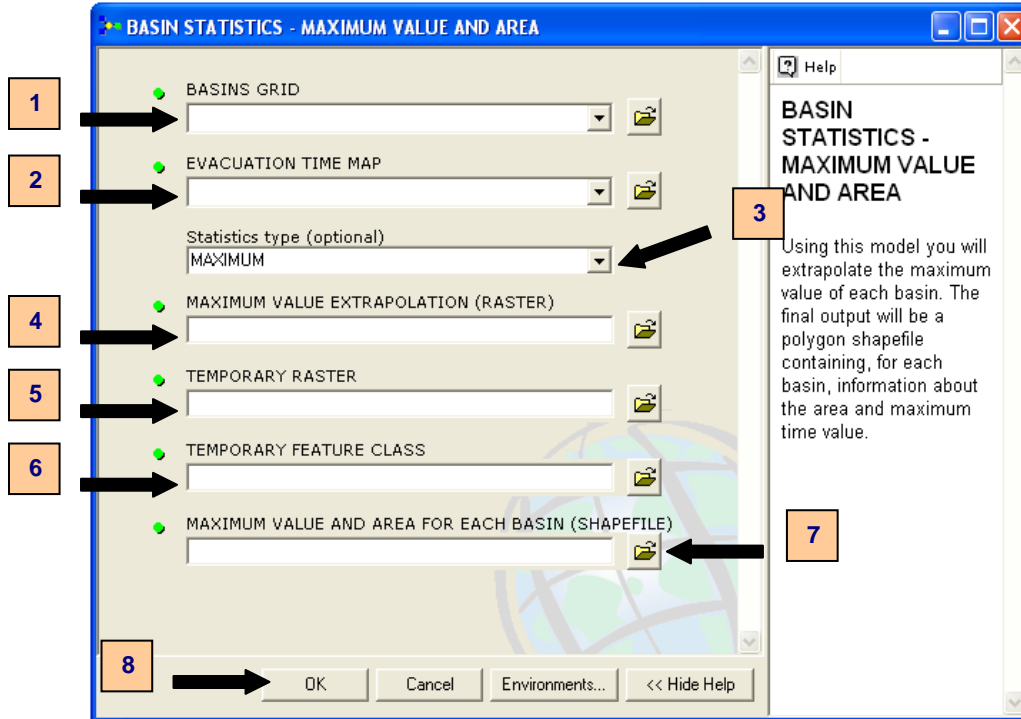 BASIN STATISTICS - MAXIMUM VALUE AND AREA
1
BASINS GRID
2
EVACUATION TIME MAP
3
Statistics type (optional)
MAXIMUM
4
MAXIMUM VALUE EXTRAPOLATION (RASTER)
5
TEMPORARY RASTER
6
TEMPORARY FEATURE CLASS
7
MAXIMUM VALUE AND AREA FOR EACH BASIN (SHAPEFILE)
8
OK
Cancel
Environments...
<< Hide Help
Help
BASIN
STATISTICS -
MAXIMUM VALUE
AND AREA
Using this model you will
extrapolate the maximum
value of each basin. The
final output will be a
polygon shapefile
containing, for each
basin, information about
the area and maximum
time value.